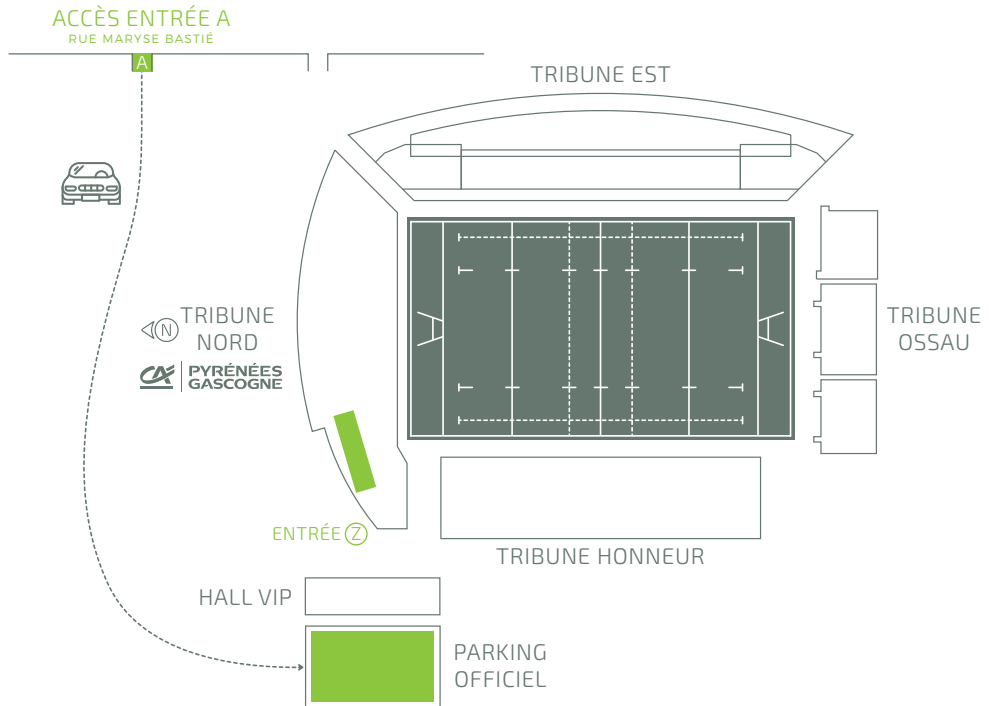 ACCÈS ENTRÉE A
RUE MARYSE BASTIÉ
A
TRIBUNE EST
N
TRIBUNE
NORD
CA
PYRÉNÉES
GASCOGNE
TRIBUNE
OSSAU
ENTRÉE Z
TRIBUNE HONNEUR
HALL VIP
PARKING
OFFICIEL